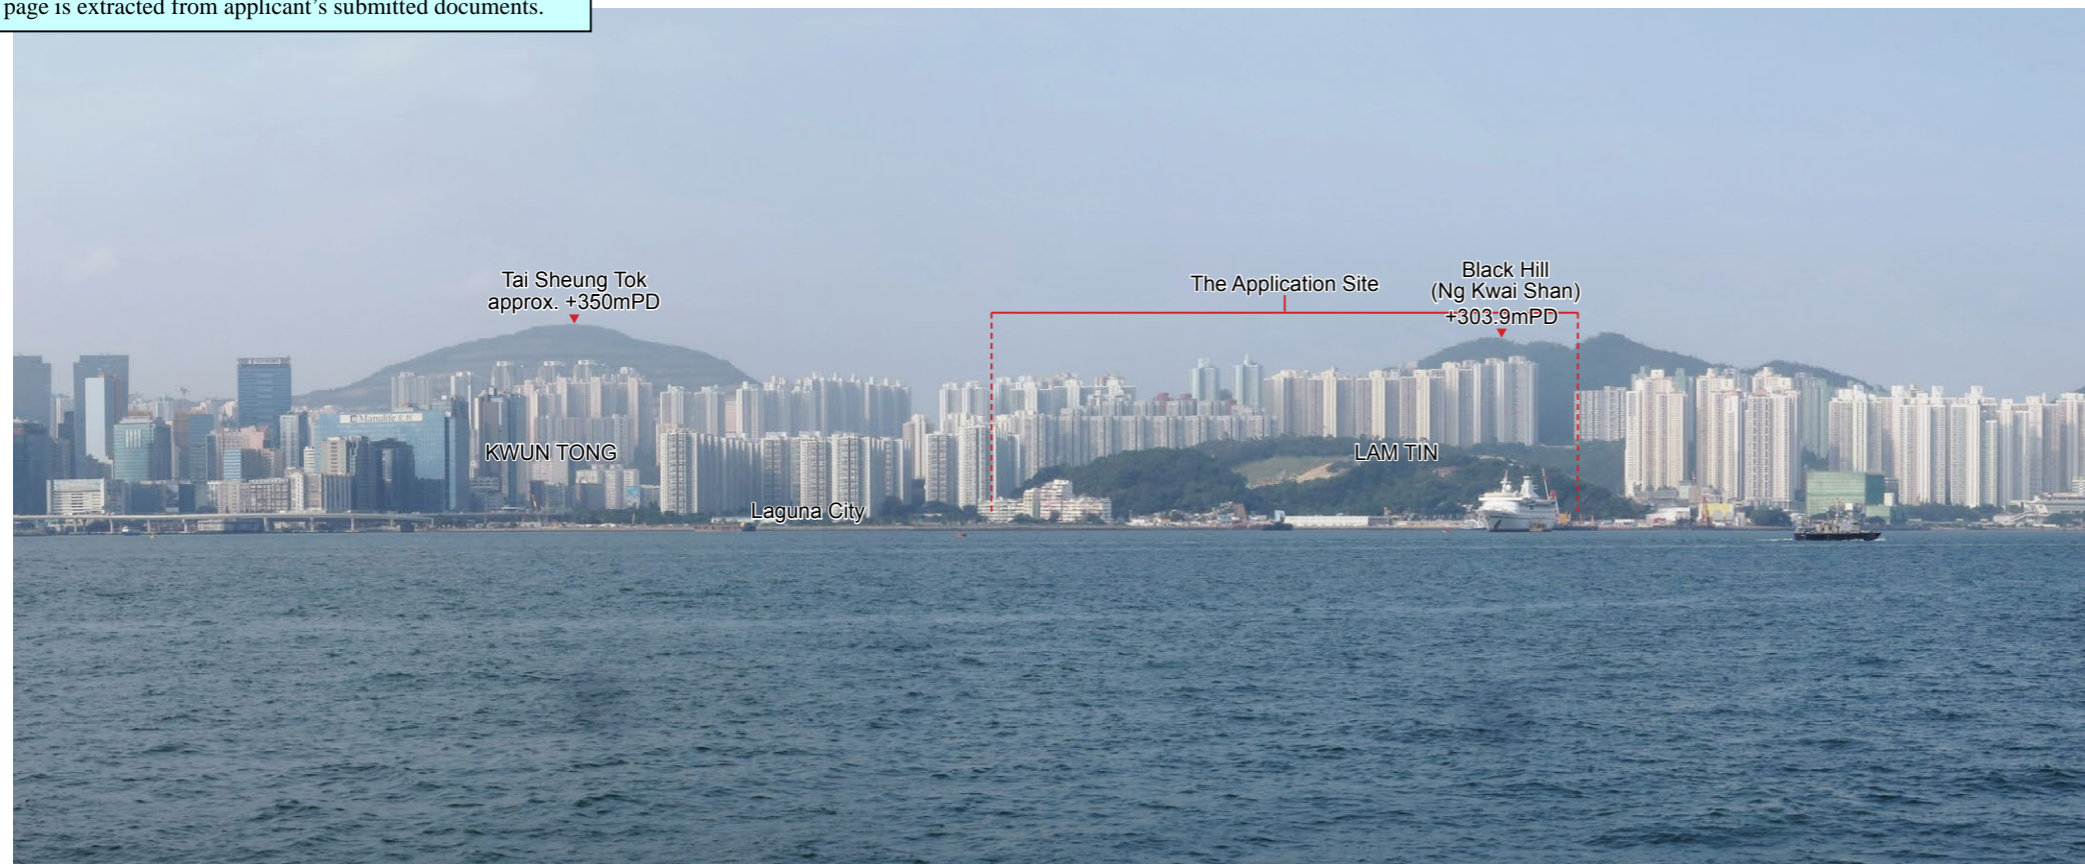 page is extracted from applicant's submitted documents.
Tai Sheung Tok
approx. +350mPD
The Application Site
Black Hill
(Ng Kwai Shan)
+303.9mPD
Manulife
KWUN TONG
LAM TIN
Laguna City